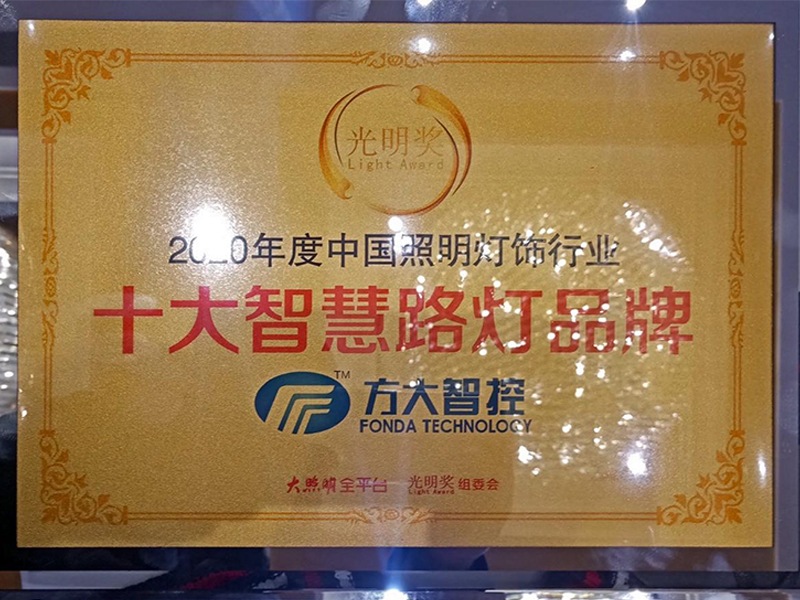 光明奖
Light Award
2020年度中国照明灯饰行业
十大智慧路灯品牌
TM
方大智控
FONDA TECHNOLOGY
大照明全平台 光明奖 Light Award 组委会